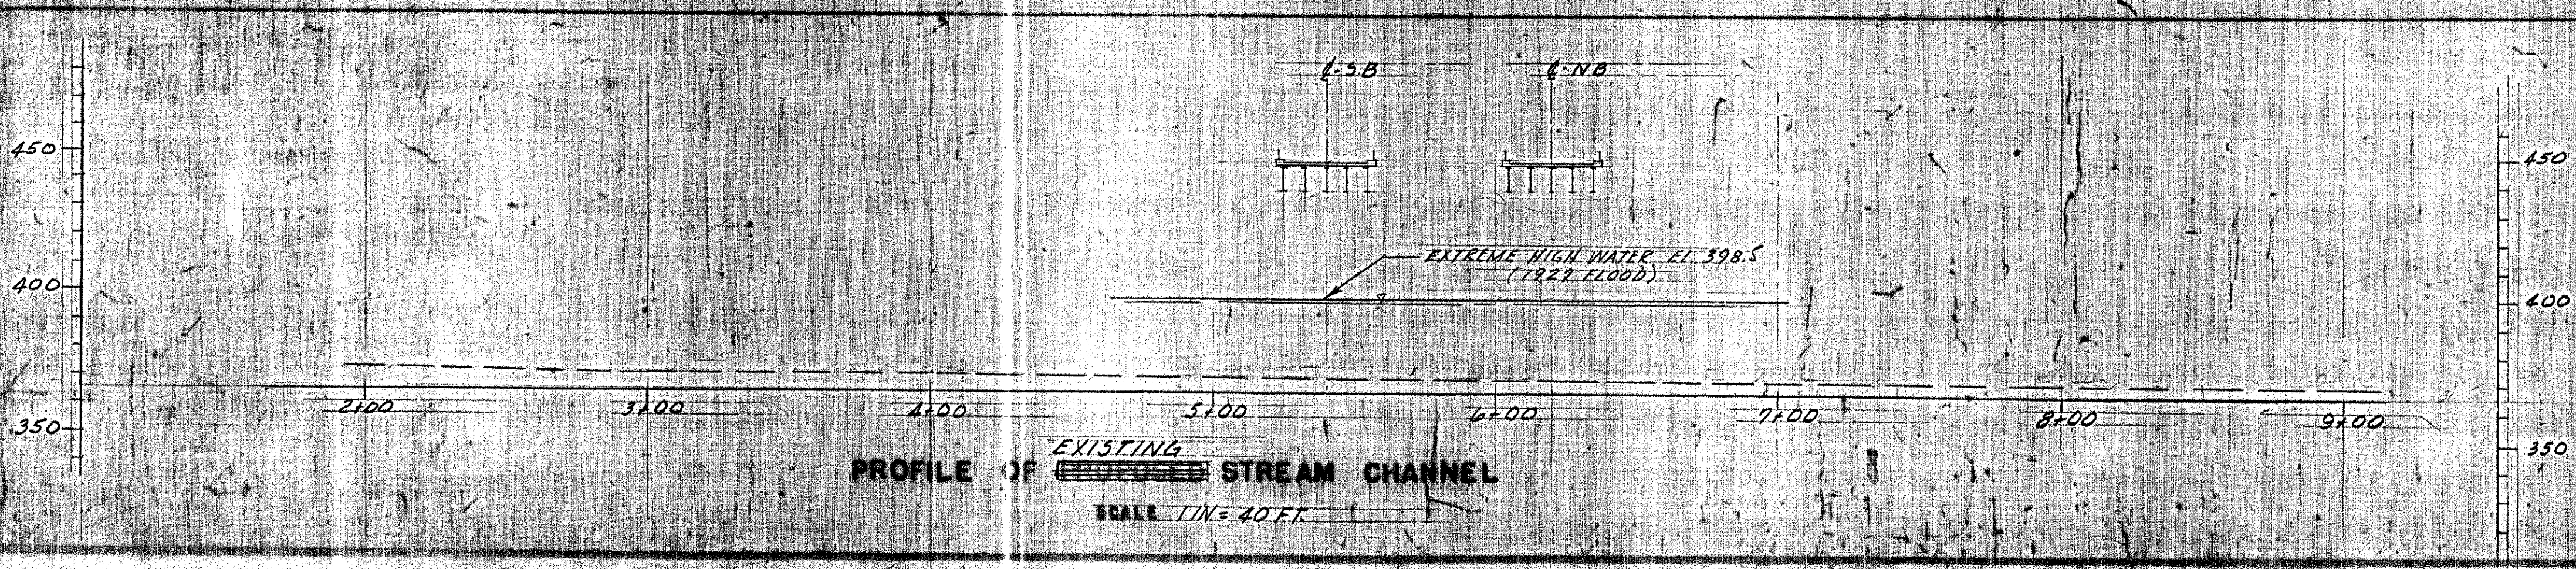 ℄-SB
℄-NB
450
450
EXTREME HIGH WATER EL. 398.5
(1929 FLOOD)
400
400
2+00
3+00
4+00
5+00
6+00
7+00
8+00
9+00
350
350
EXISTING
PROFILE OF PROPOSED STREAM CHANNEL
SCALE 1 IN = 40 FT.